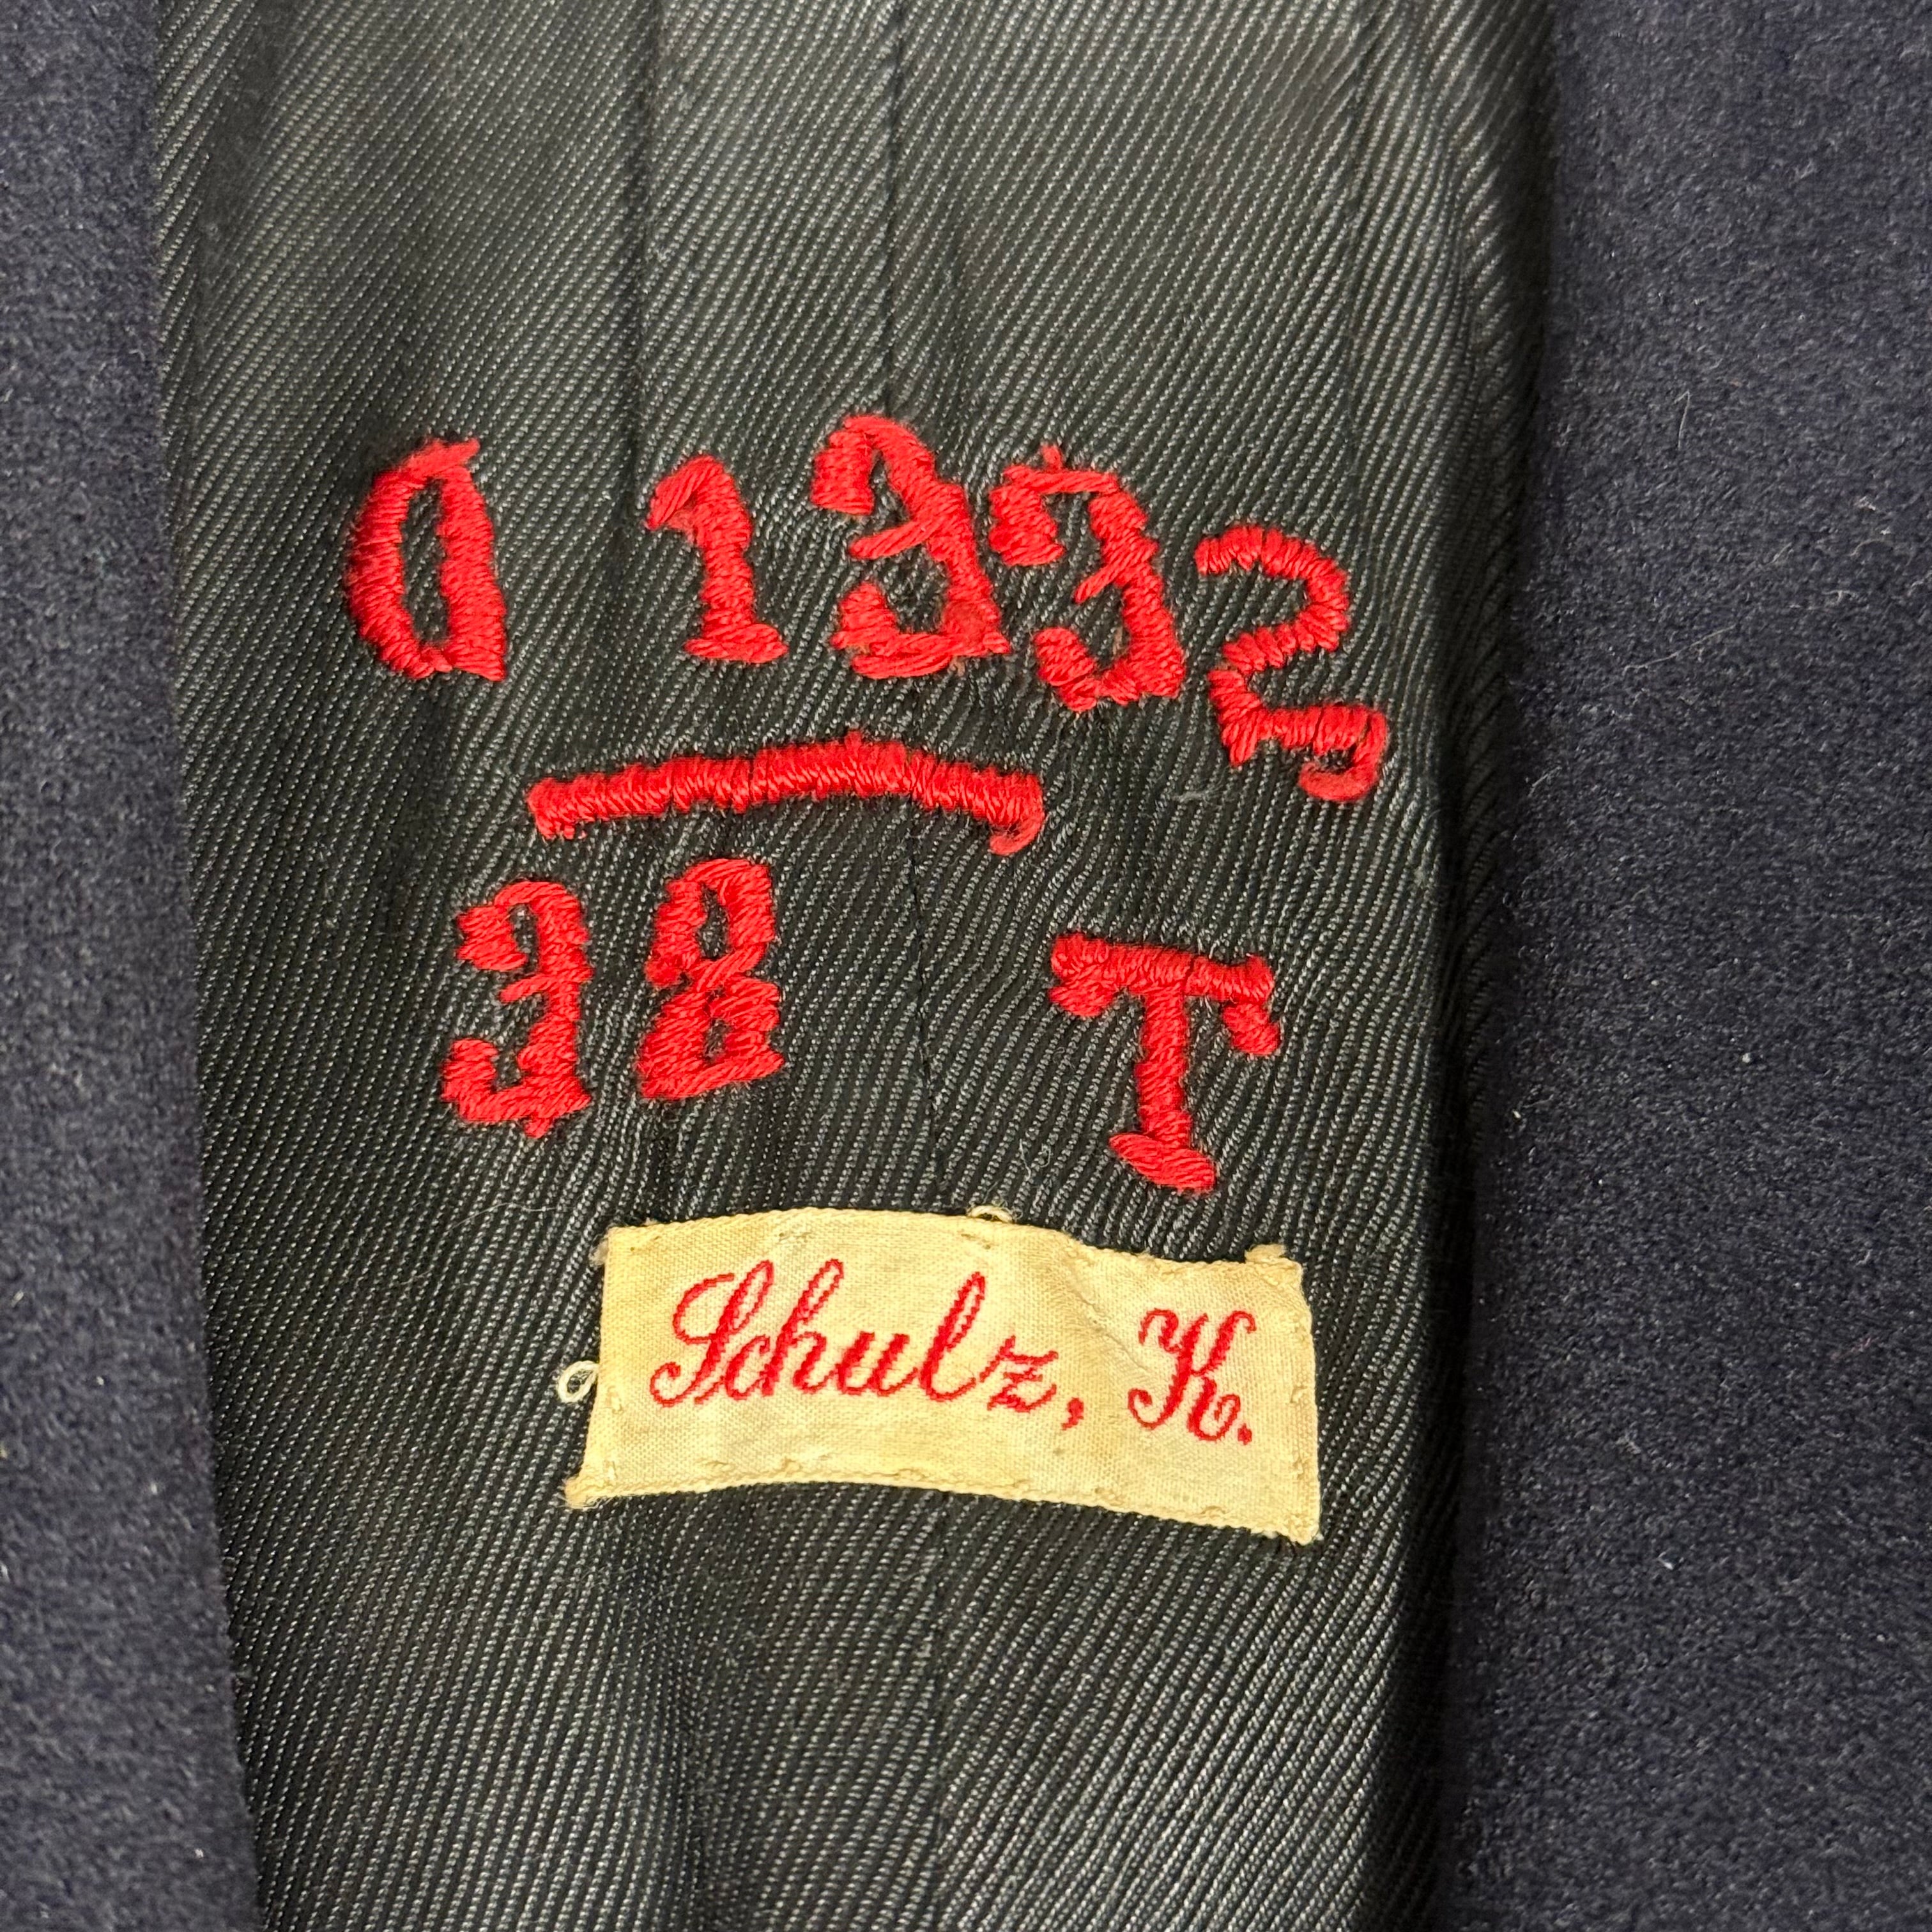 O 1332
38 T
Schulz, K.